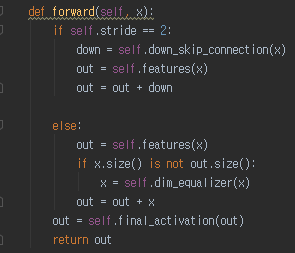 def forward(self, x):
if self.stride == 2:
down = self.down_skip_connection(x)
out = self.features(x)
out = out + down
else:
out = self.features(x)
if x.size() is not out.size():
x = self.dim_equalizer(x)
out = out + x
out = self.final_activation(out)
return out